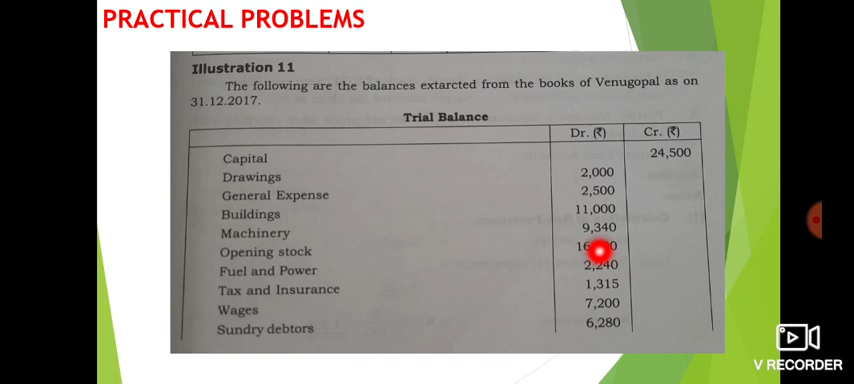 PRACTICAL PROBLEMS
Illustration 11
The following are the balances extarcted from the books of Venugopal as on
31.12.2017.
Trial Balance
Dr. (₹) Cr. (₹)
Capital 24,500
Drawings 2,000
General Expense 2,500
Buildings 11,000
Machinery 9,340
Opening stock
Fuel and Power 2,240
Tax and Insurance 1,315
Wages 7,200
Sundry debtors 6,280
V RECORDER